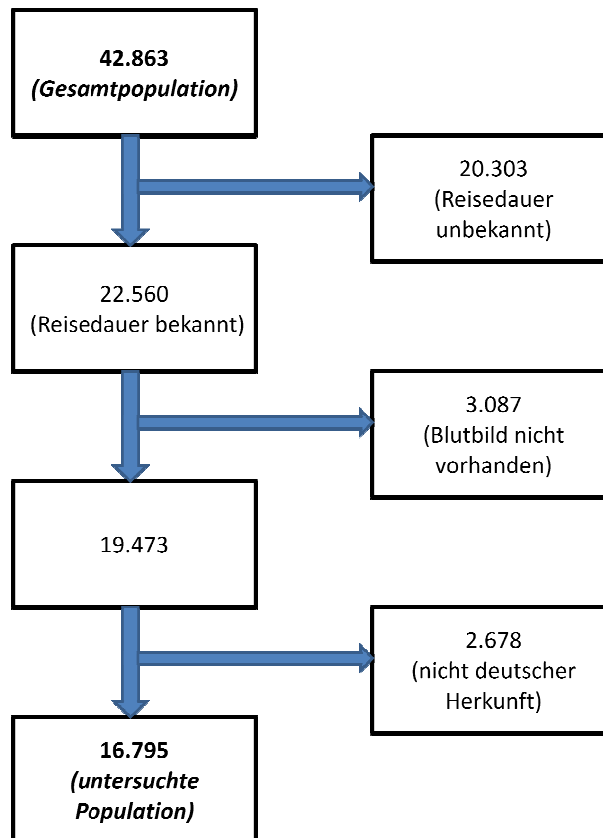 42.863
(Gesamtpopulation)
20.303
(Reisedauer
unbekannt)
22.560
(Reisedauer bekannt)
3.087
(Blutbild nicht
vorhanden)
19.473
2.678
(nicht deutscher
Herkunft)
16.795
(untersuchte
Population)